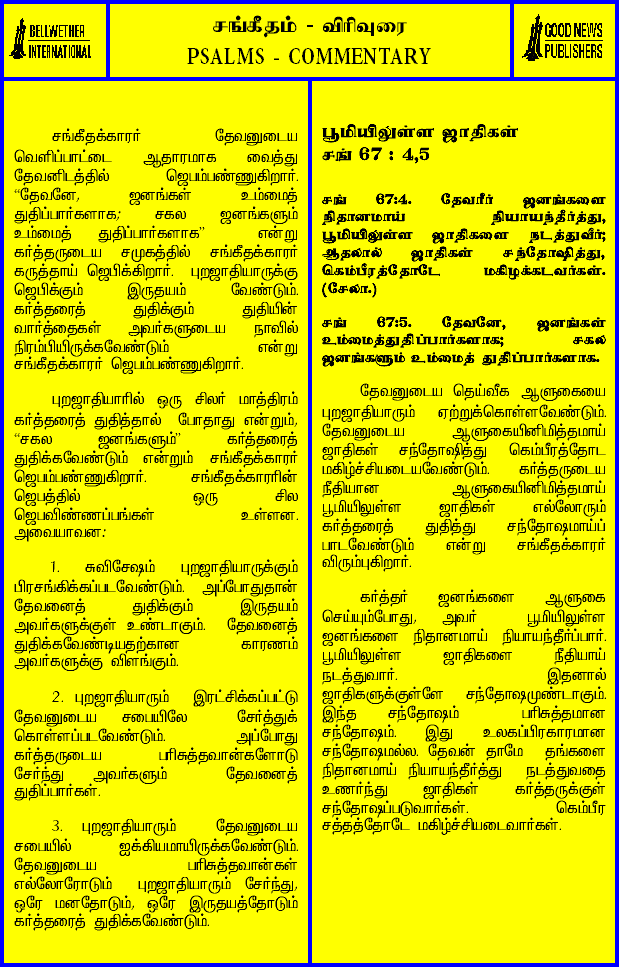 BELLWETHER
INTERNATIONAL
சங்கீதம் - விரிவுரை
PSALMS - COMMENTARY
GOOD NEWS
PUBLISHERS
சங்கீதக்காரர் தேவனுடைய
வெளிப்பாட்டை ஆதாரமாக வைத்து
தேவனிடத்தில் ஜெபம்பண்ணுகிறார்.
“தேவனே, ஜனங்கள் உம்மைத்
துதிப்பார்களாக; சகல ஜனங்களும்
உம்மைத் துதிப்பார்களாக” என்று
கர்த்தருடைய சமுகத்தில் சங்கீதக்காரர்
கருத்தாய் ஜெபிக்கிறார். புறஜாதியாருக்கு
ஜெபிக்கும் இருதயம் வேண்டும்.
கர்த்தரைத் துதிக்கும் துதியின்
வார்த்தைகள் அவர்களுடைய நாவில்
நிரம்பியிருக்கவேண்டும் என்று
சங்கீதக்காரர் ஜெபம்பண்ணுகிறார்.
புறஜாதியாரில் ஒரு சிலர் மாத்திரம்
கர்த்தரைத் துதித்தால் போதாது என்றும்,
“சகல ஜனங்களும்” கர்த்தரைத்
துதிக்கவேண்டும் என்றும் சங்கீதக்காரர்
ஜெபம்பண்ணுகிறார். சங்கீதக்காரரின்
ஜெபத்தில் ஒரு சில
ஜெபவிண்ணப்பங்கள் உள்ளன.
அவையாவன:
1. சுவிசேஷம் புறஜாதியாருக்கும்
பிரசங்கிக்கப்படவேண்டும். அப்போதுதான்
தேவனைத் துதிக்கும் இருதயம்
அவர்களுக்குள் உண்டாகும். தேவனைத்
துதிக்கவேண்டியதற்கான காரணம்
அவர்களுக்கு விளங்கும்.
2. புறஜாதியாரும் இரட்சிக்கப்பட்டு
தேவனுடைய சபையிலே சேர்த்துக்
கொள்ளப்படவேண்டும். அப்போது
கர்த்தருடைய பரிசுத்தவான்களோடு
சேர்ந்து அவர்களும் தேவனைத்
துதிப்பார்கள்.
3. புறஜாதியாரும் தேவனுடைய
சபையில் ஐக்கியமாயிருக்கவேண்டும்.
தேவனுடைய பரிசுத்தவான்கள்
எல்லோரோடும் புறஜாதியாரும் சேர்ந்து,
ஒரே மனதோடும், ஒரே இருதயத்தோடும்
கர்த்தரைத் துதிக்கவேண்டும்.
பூமியிலுள்ள ஜாதிகள்
சங் 67 : 4,5
சங் 67:4. தேவரீர் ஜனங்களை
நிதானமாய் நியாயந்தீர்த்து,
பூமியிலுள்ள ஜாதிகளை நடத்துவீர்;
ஆதலால் ஜாதிகள் சந்தோஷித்து,
கெம்பீரத்தோடே மகிழக்கடவர்கள்.
(சேலா.)
சங் 67:5. தேவனே, ஜனங்கள்
உம்மைத்துதிப்பார்களாக; சகல
ஜனங்களும் உம்மைத் துதிப்பார்களாக.
தேவனுடைய தெய்வீக ஆளுகையை
புறஜாதியாரும் ஏற்றுக்கொள்ளவேண்டும்.
தேவனுடைய ஆளுகையினிமித்தமாய்
ஜாதிகள் சந்தோஷித்து கெம்பீரத்தோட
மகிழ்ச்சியடையவேண்டும். கர்த்தருடைய
நீதியான ஆளுகையினிமித்தமாய்
பூமியிலுள்ள ஜாதிகள் எல்லோரும்
கர்த்தரைத் துதித்து சந்தோஷமாய்ப்
பாடவேண்டும் என்று சங்கீதக்காரர்
விரும்புகிறார்.
கர்த்தர் ஜனங்களை ஆளுகை
செய்யும்போது, அவர் பூமியிலுள்ள
ஜனங்களை நிதானமாய் நியாயந்தீர்ப்பார்.
பூமியிலுள்ள ஜாதிகளை நீதியாய்
நடத்துவார். இதனால்
ஜாதிகளுக்குள்ளே சந்தோஷமுண்டாகும்.
இந்த சந்தோஷம் பரிசுத்தமான
சந்தோஷம். இது உலகப்பிரகாரமான
சந்தோஷமல்ல. தேவன் தாமே தங்களை
நிதானமாய் நியாயந்தீர்த்து நடத்துவதை
உணர்ந்து ஜாதிகள் கர்த்தருக்குள்
சந்தோஷப்படுவார்கள். கெம்பீர
சத்தத்தோடே மகிழ்ச்சியடைவார்கள்.